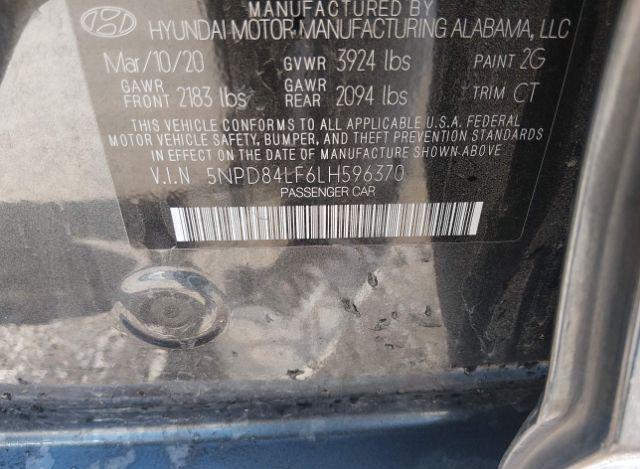 MANUFACTURED BY
HYUNDAI MOTOR MANUFACTURING ALABAMA, LLC
Mar/10/20 GVWR 3924 lbs PAINT 2G
GAWR FRONT 2183 lbs GAWR REAR 2094 lbs TRIM CT
THIS VEHICLE CONFORMS TO ALL APPLICABLE U.S.A. FEDERAL
MOTOR VEHICLE SAFETY, BUMPER, AND THEFT PREVENTION STANDARDS
IN EFFECT ON THE DATE OF MANUFACTURE SHOWN ABOVE.
V.I.N 5NPD84LF6LH596370
PASSENGER CAR